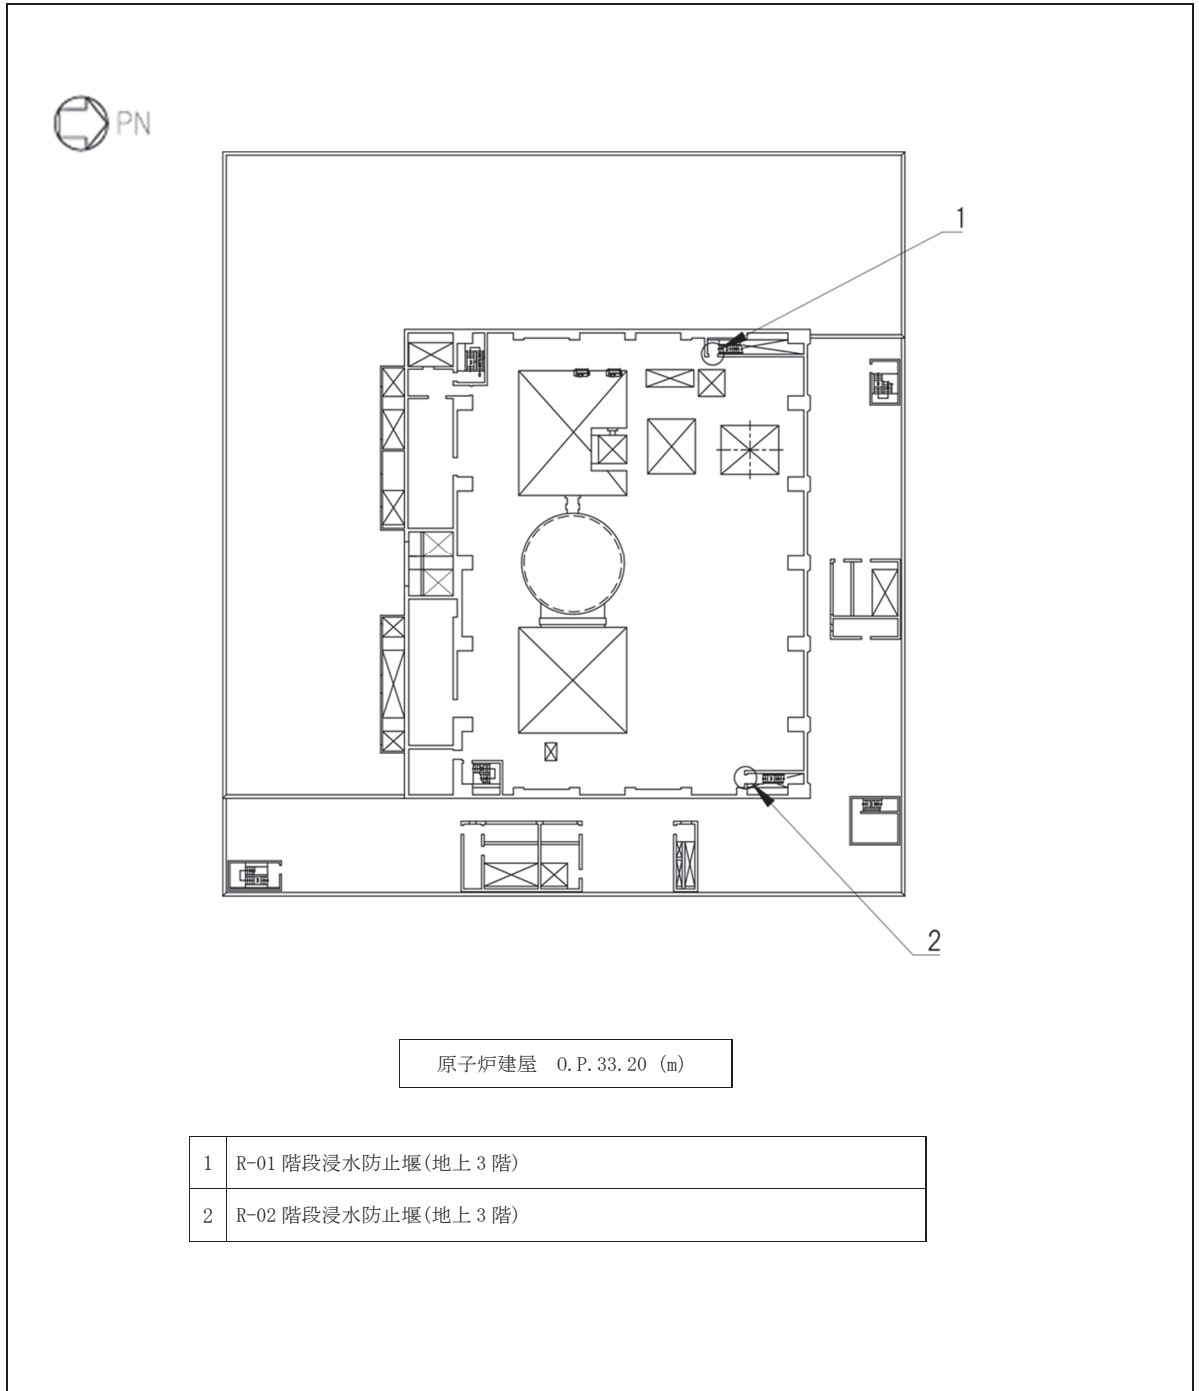 PN
1
2
原子炉建屋　O.P.33.20 (m)
1 R-01 階段浸水防止堰(地上 3 階)
2 R-02 階段浸水防止堰(地上 3 階)